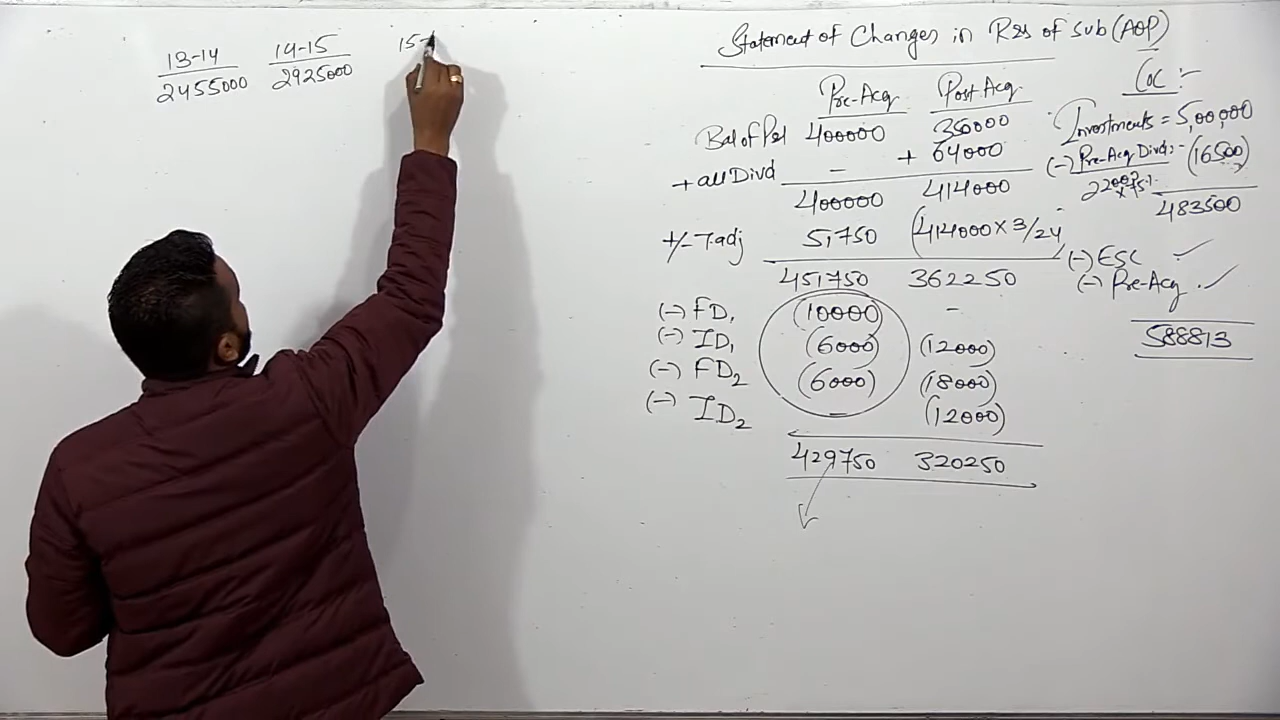 13-14 14-15 15-
2455000 2925000
Statement of Changes in Res of Sub (AOP)
Pre-Acq Post Acq
Bal of P&L 400000 350000
+ all Divd - + 64000
400000 414000
+/- T.adj 51750 (414000 × 3/24
451750 362250
(-) FD1 (10000) -
(-) ID1 (6000) (12000)
(-) FD2 (6000) (18000)
(-) ID2 - (12000)
429750 320250
COC :-
Investments = 5,00,000
(-) Pre-Acq Divd :- (16500)
22000 × 75%
483500
(-) ESC ✓
(-) Pre-Acq ✓
588813